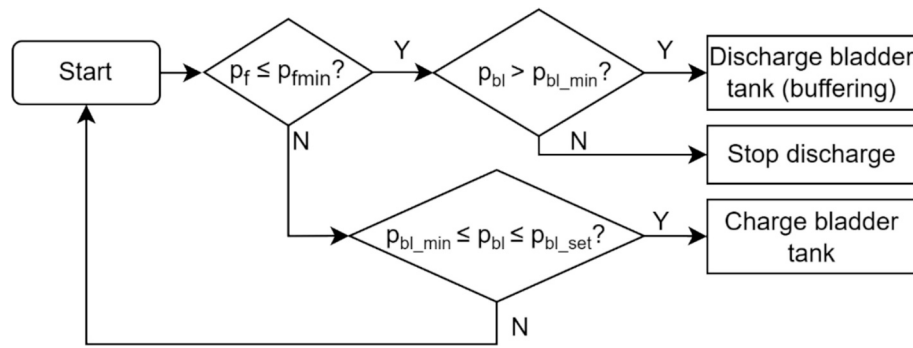 Start
p_f ≤ p_fmin?
Y
p_bl > p_bl_min?
Y
Discharge bladder
tank (buffering)
N
N
Stop discharge
p_bl_min ≤ p_bl ≤ p_bl_set?
Y
Charge bladder
tank
N